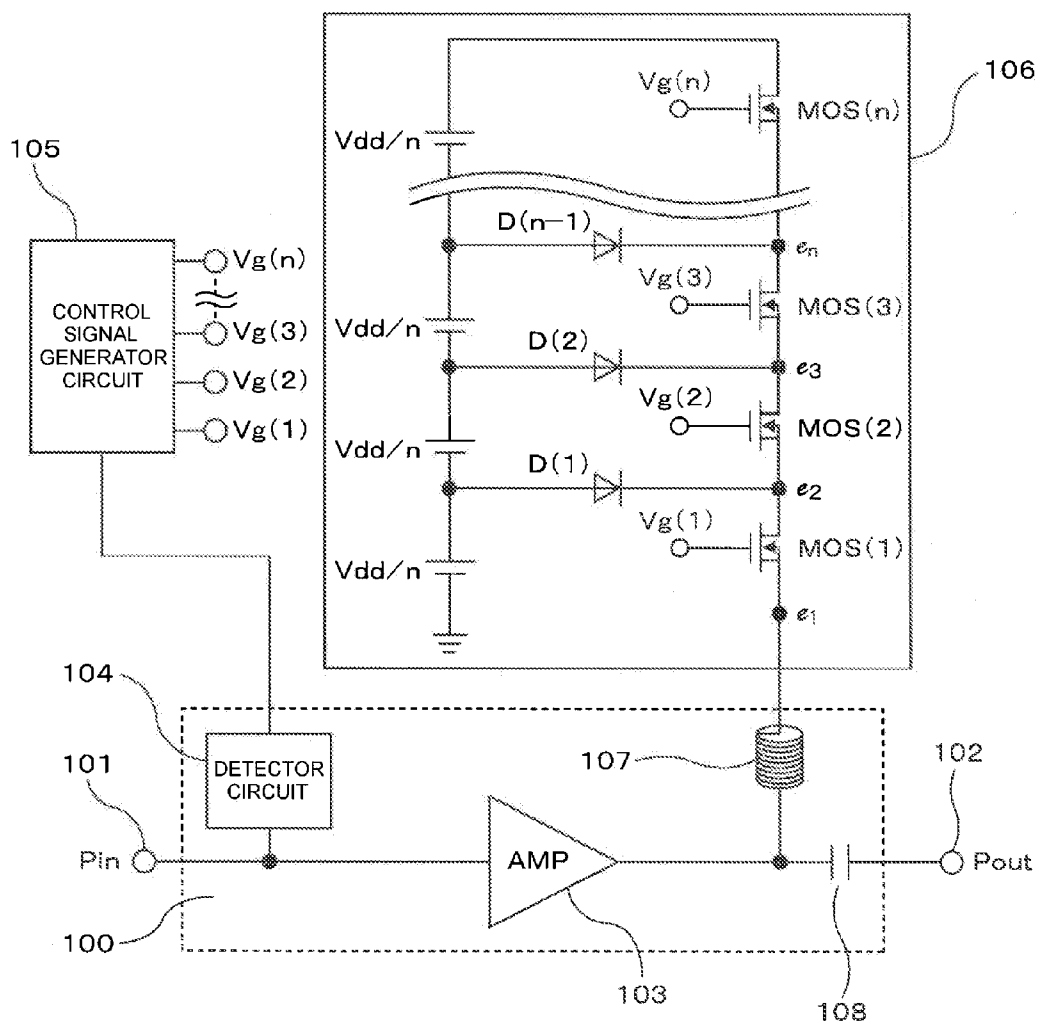 106
Vg(n)
MOS(n)
Vdd/n
105
D(n-1)
eₙ
Vg(n)
Vg(3)
MOS(3)
CONTROL
SIGNAL
GENERATOR
CIRCUIT
Vg(3)
Vdd/n
D(2)
e₃
Vg(2)
Vg(2)
MOS(2)
Vg(1)
Vdd/n
D(1)
e₂
Vg(1)
MOS(1)
Vdd/n
e₁
104
107
102
101
DETECTOR
CIRCUIT
Pin
AMP
Pout
100
103
108